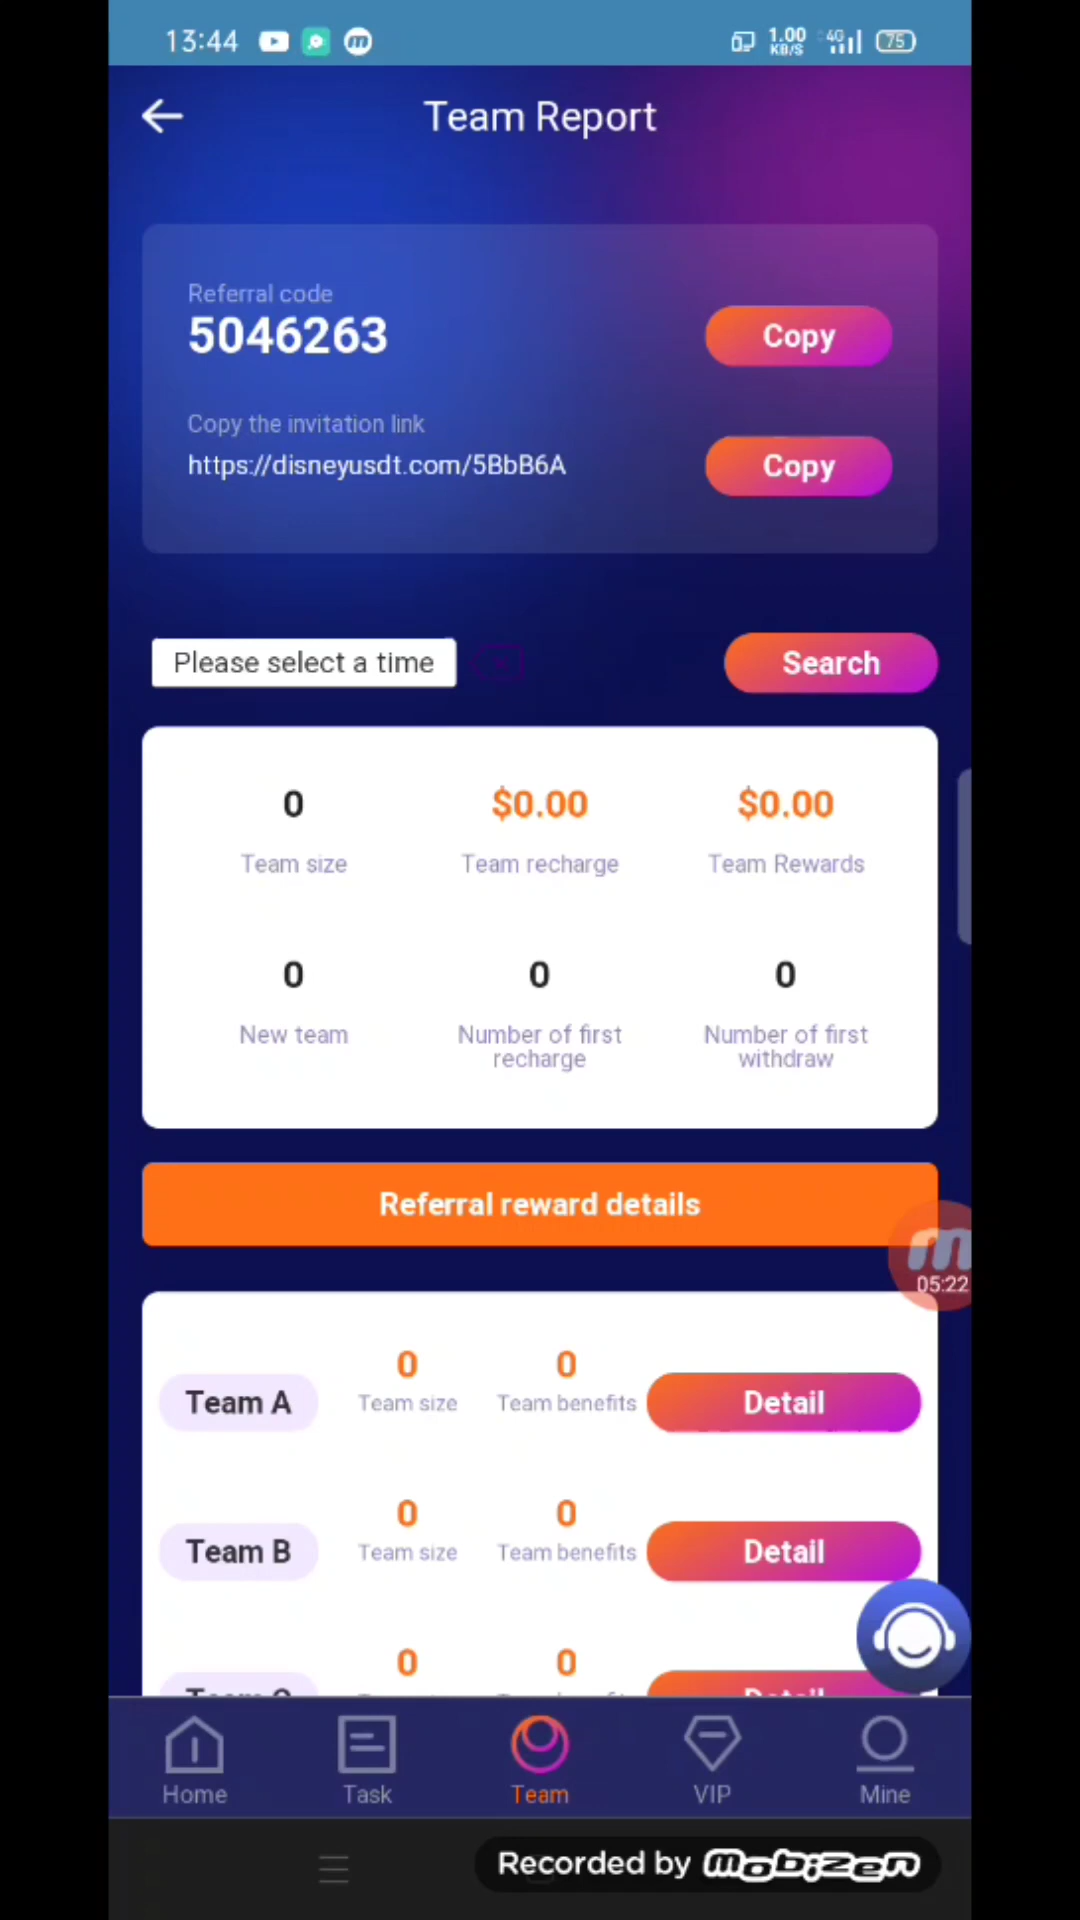 13:44
1.00
KB/S
4G
75
Team Report
Referral code
5046263
Copy
Copy the invitation link
https://disneyusdt.com/5BbB6A
Copy
Please select a time
Search
0
$0.00
$0.00
Team size
Team recharge
Team Rewards
0
0
0
New team
Number of first
recharge
Number of first
withdraw
Referral reward details
05:22
Team A
0
Team size
0
Team benefits
Detail
Team B
0
Team size
0
Team benefits
Detail
0
0
Home
Task
Team
VIP
Mine
Recorded by Mobizen